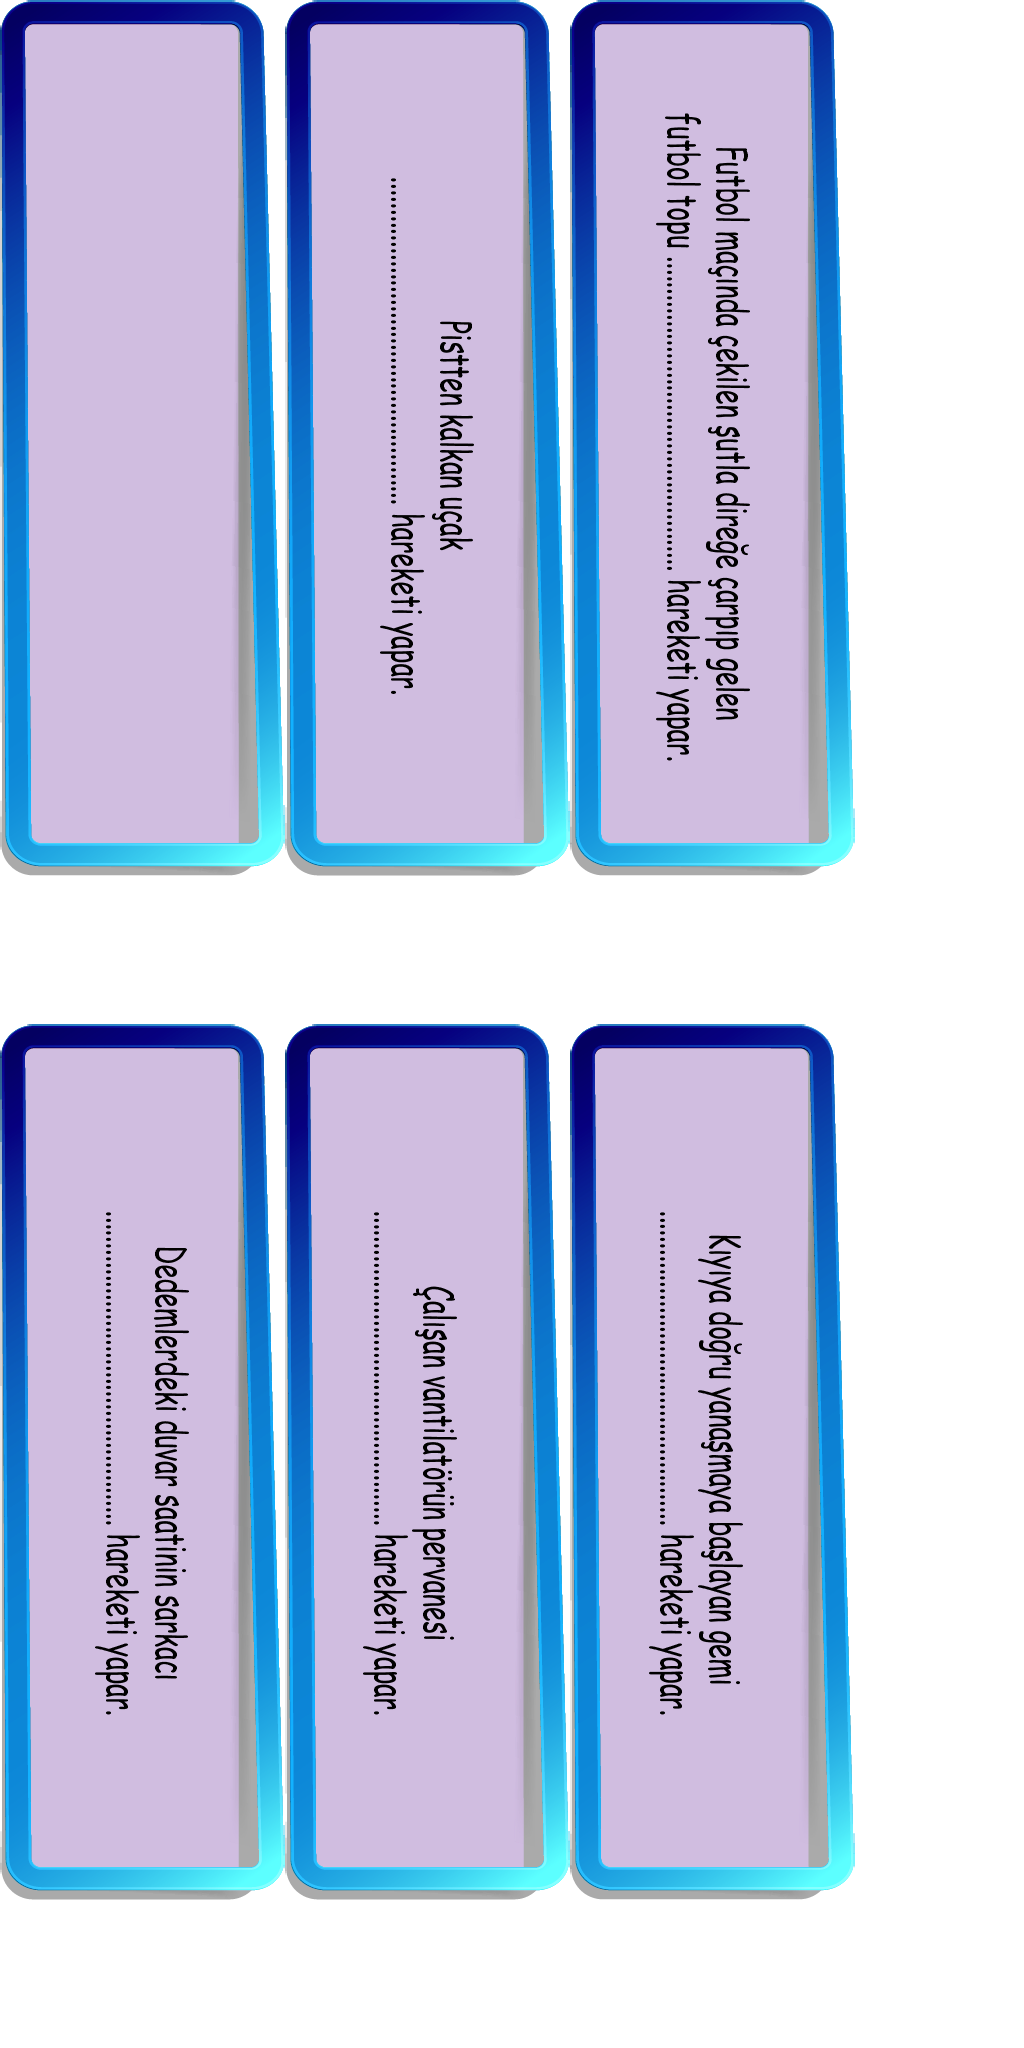 Futbol maçında çekilen şutla direğe çarpıp gelen
futbol topu ........................................... hareketi yapar.
Pistten kalkan uçak
............................................. hareketi yapar.
Kıyıya doğru yanaşmaya başlayan gemi
........................................... hareketi yapar.
Çalışan vantilatörün pervanesi
........................................... hareketi yapar.
Dedemlerdeki duvar saatinin sarkacı
........................................... hareketi yapar.